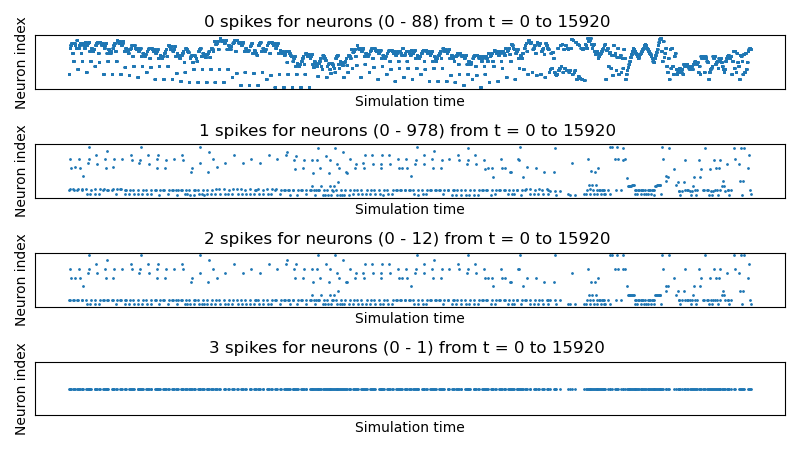 0 spikes for neurons (0 - 88) from t = 0 to 15920
Neuron index
Simulation time
1 spikes for neurons (0 - 978) from t = 0 to 15920
Neuron index
Simulation time
2 spikes for neurons (0 - 12) from t = 0 to 15920
Neuron index
Simulation time
3 spikes for neurons (0 - 1) from t = 0 to 15920
Neuron index
Simulation time